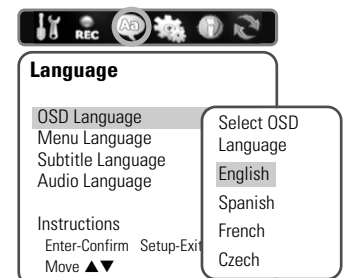 REC
Aa
Language
OSD Language
Menu Language
Subtitle Language
Audio Language
Instructions
Enter-Confirm Setup-Exit
Move ▲▼
Select OSD
Language
English
Spanish
French
Czech